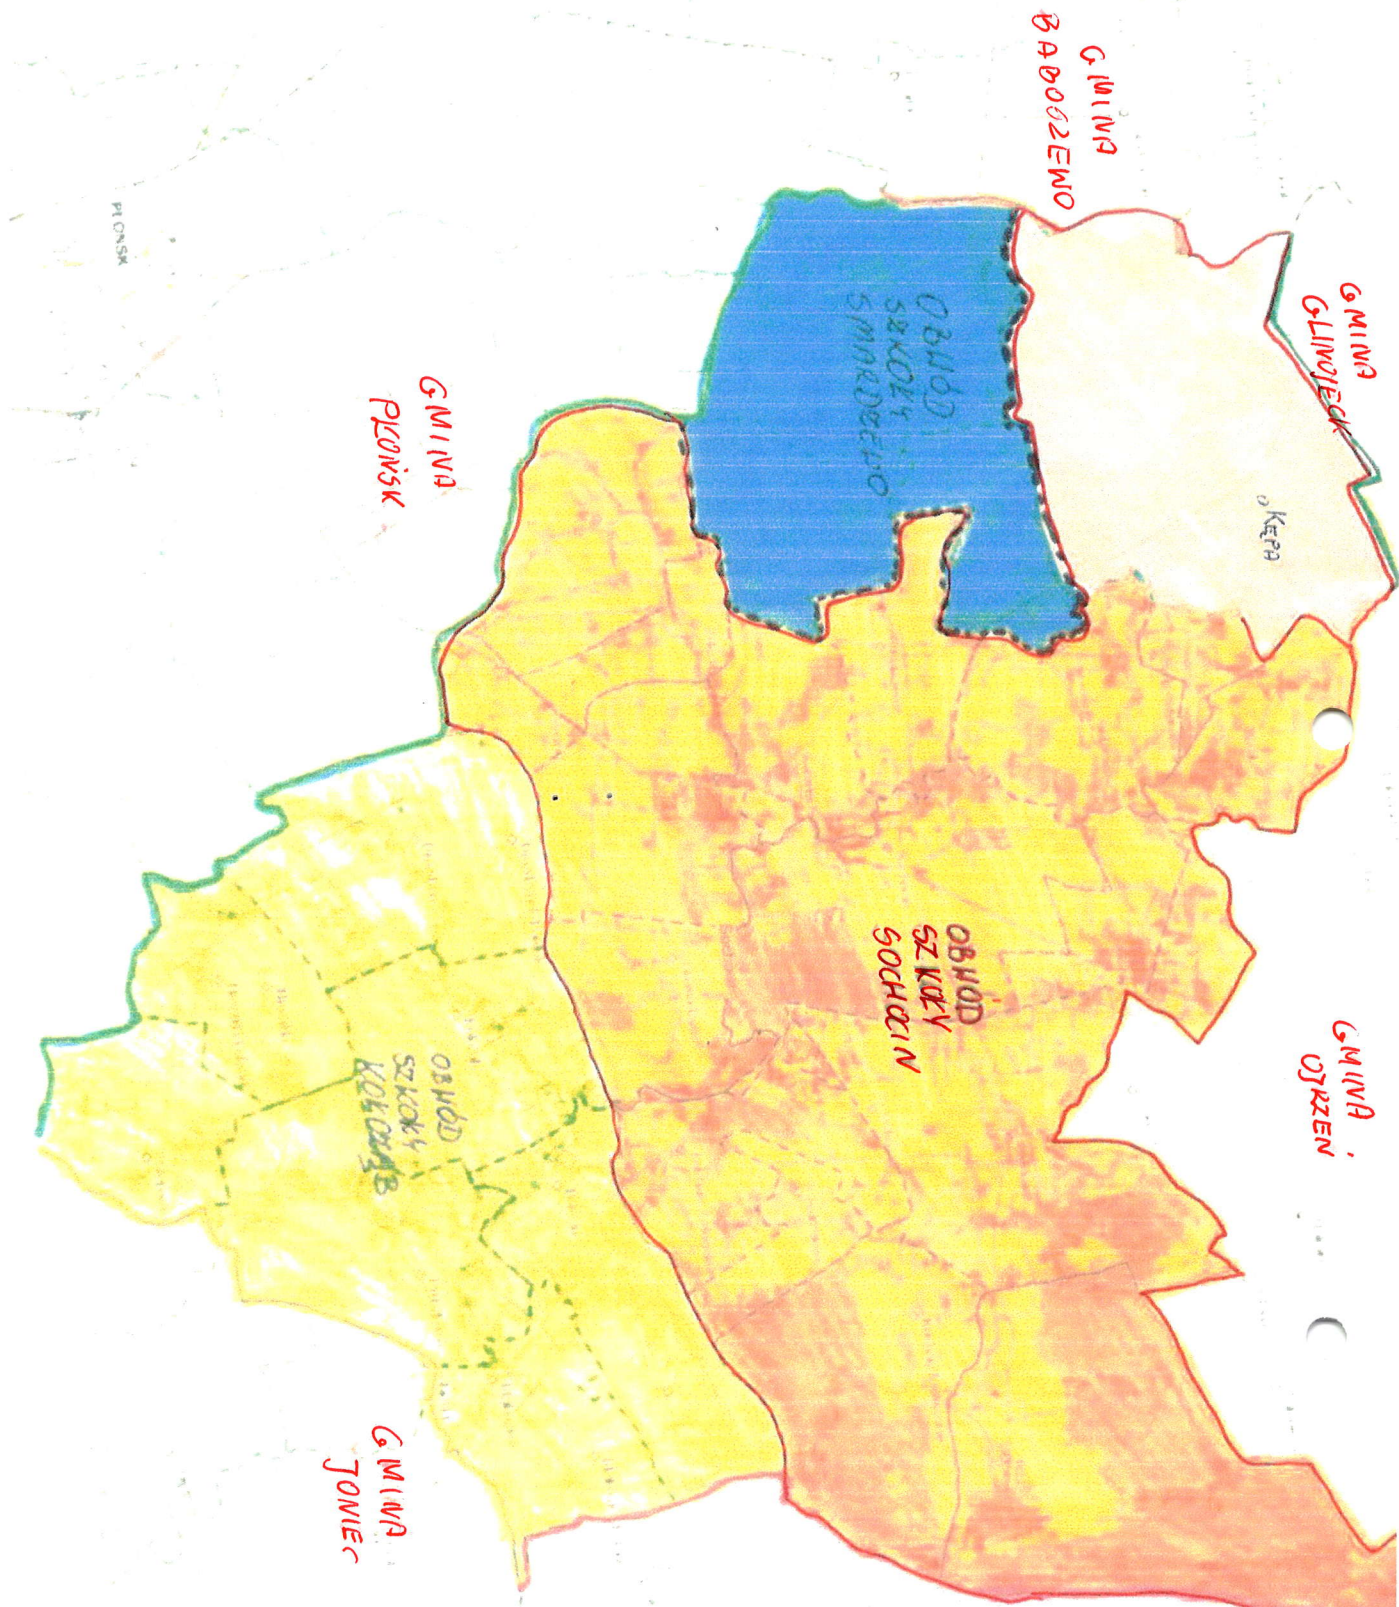 GMINA
BABOSZEWO
GMINA
GLINOJECK
PŁOŃSK
OBWÓD
SZKOŁY
SMARDZEWO
GMINA
PŁOŃSK
KĘPA
OBWÓD
SZKOŁY
SOCHOCIN
GMINA
OJRZEŃ
OBWÓD
SZKOŁY
KOŁOZĄB
GMINA
JONIEC